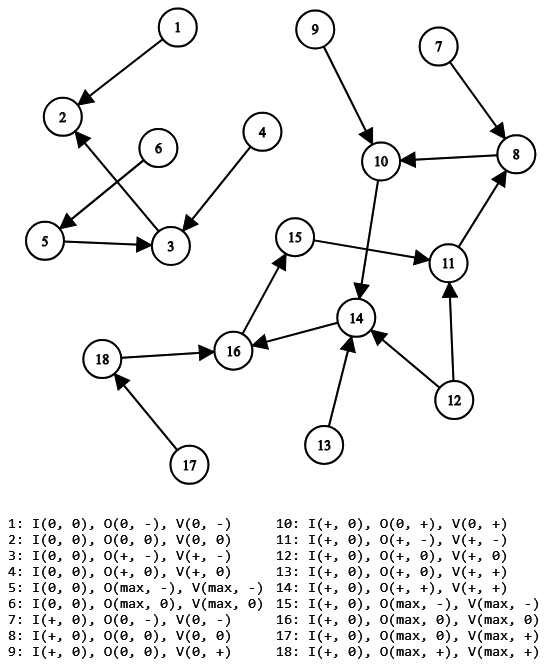 1
9
7
2
6
4
10
8
5
3
15
11
14
16
18
12
13
17
1: I(0, 0), O(0, -), V(0, -)
2: I(0, 0), O(0, 0), V(0, 0)
3: I(0, 0), O(+, -), V(+, -)
4: I(0, 0), O(+, 0), V(+, 0)
5: I(0, 0), O(max, -), V(max, -)
6: I(0, 0), O(max, 0), V(max, 0)
7: I(+, 0), O(0, -), V(0, -)
8: I(+, 0), O(0, 0), V(0, 0)
9: I(+, 0), O(0, 0), V(0, +)
10: I(+, 0), O(0, +), V(0, +)
11: I(+, 0), O(+, -), V(+, -)
12: I(+, 0), O(+, 0), V(+, 0)
13: I(+, 0), O(+, 0), V(+, +)
14: I(+, 0), O(+, +), V(+, +)
15: I(+, 0), O(max, -), V(max, -)
16: I(+, 0), O(max, 0), V(max, 0)
17: I(+, 0), O(max, 0), V(max, +)
18: I(+, 0), O(max, +), V(max, +)